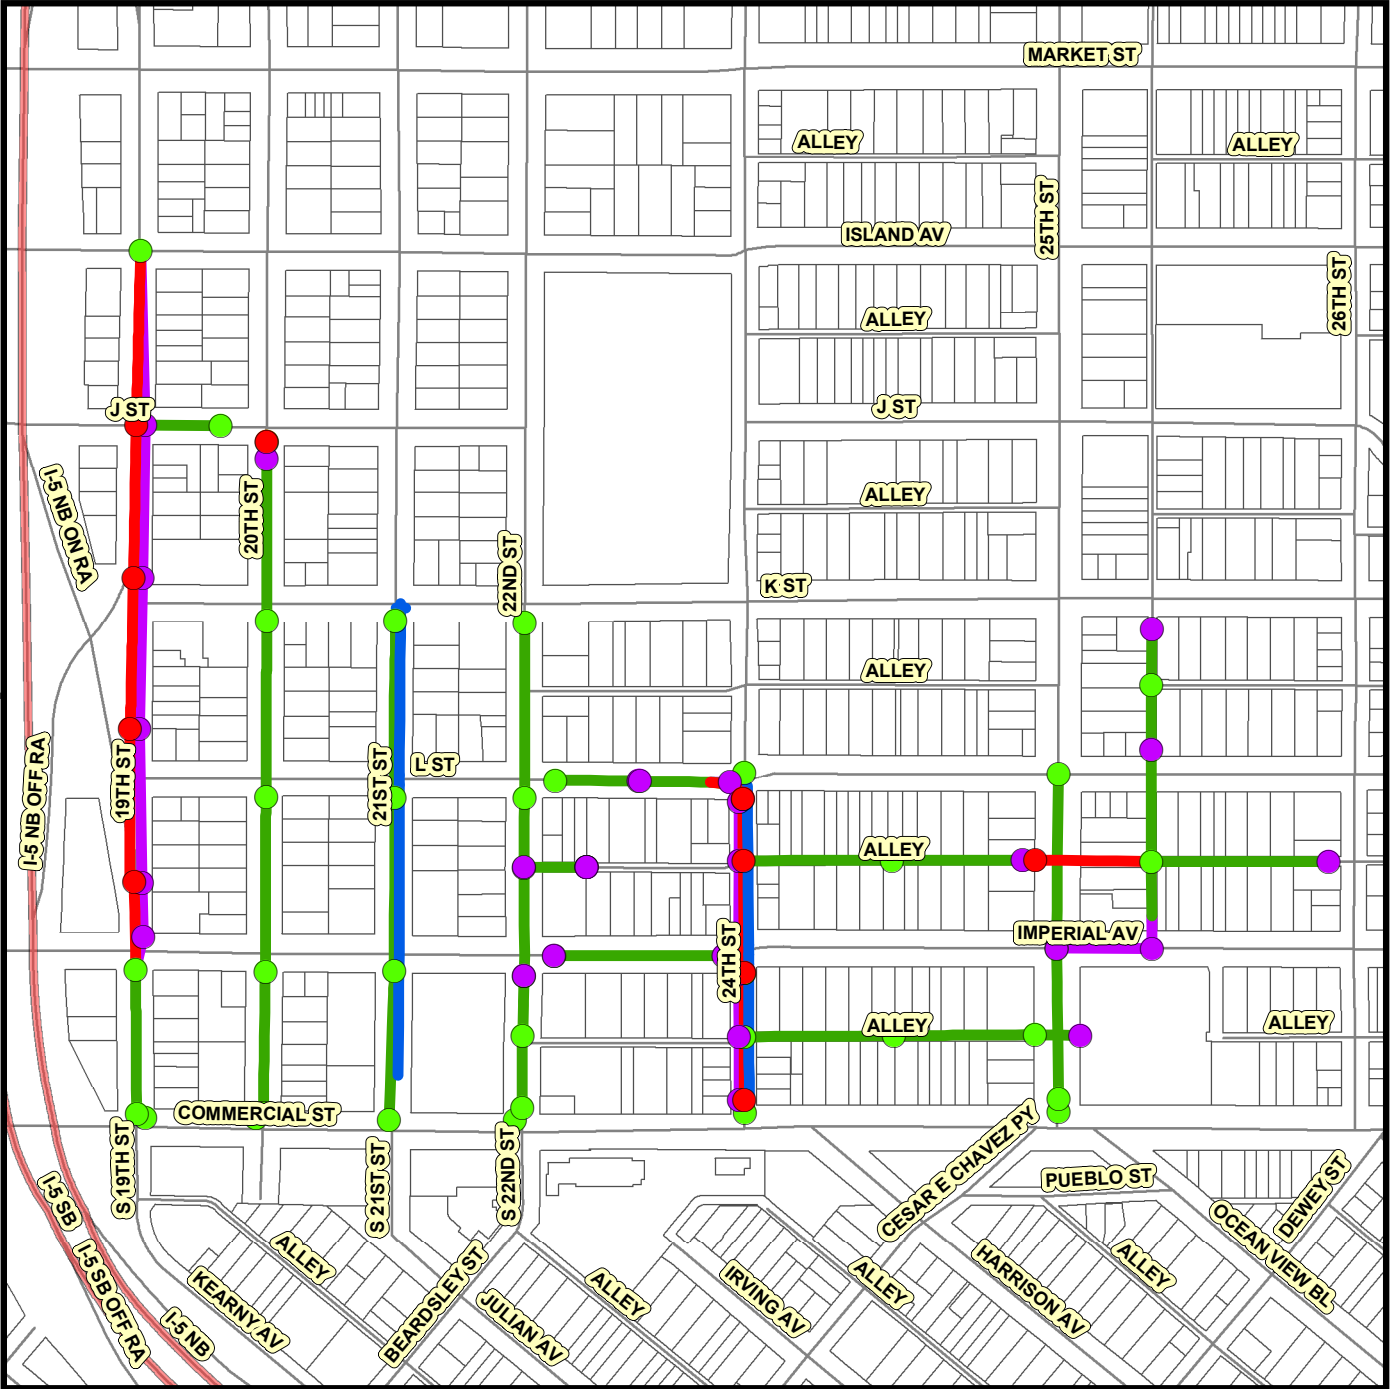 MARKET ST
ALLEY
ALLEY
25TH ST
ISLAND AV
26TH ST
ALLEY
J ST
J ST
I-5 NB ON RA
20TH ST
ALLEY
22ND ST
K ST
ALLEY
I-5 NB OFF RA
19TH ST
21ST ST
L ST
ALLEY
24TH ST
IMPERIAL AV
ALLEY
ALLEY
COMMERCIAL ST
S 19TH ST
S 21ST ST
S 22ND ST
CESAR E CHAVEZ PY
PUEBLO ST
DEWEY ST
I-5 SB
I-5 SB OFF RA
ALLEY
KEARNY AV
I-5 NB
BEARDSLEY ST
JULIAN AV
ALLEY
IRVING AV
ALLEY
HARRISON AV
ALLEY
OCEAN VIEW BL